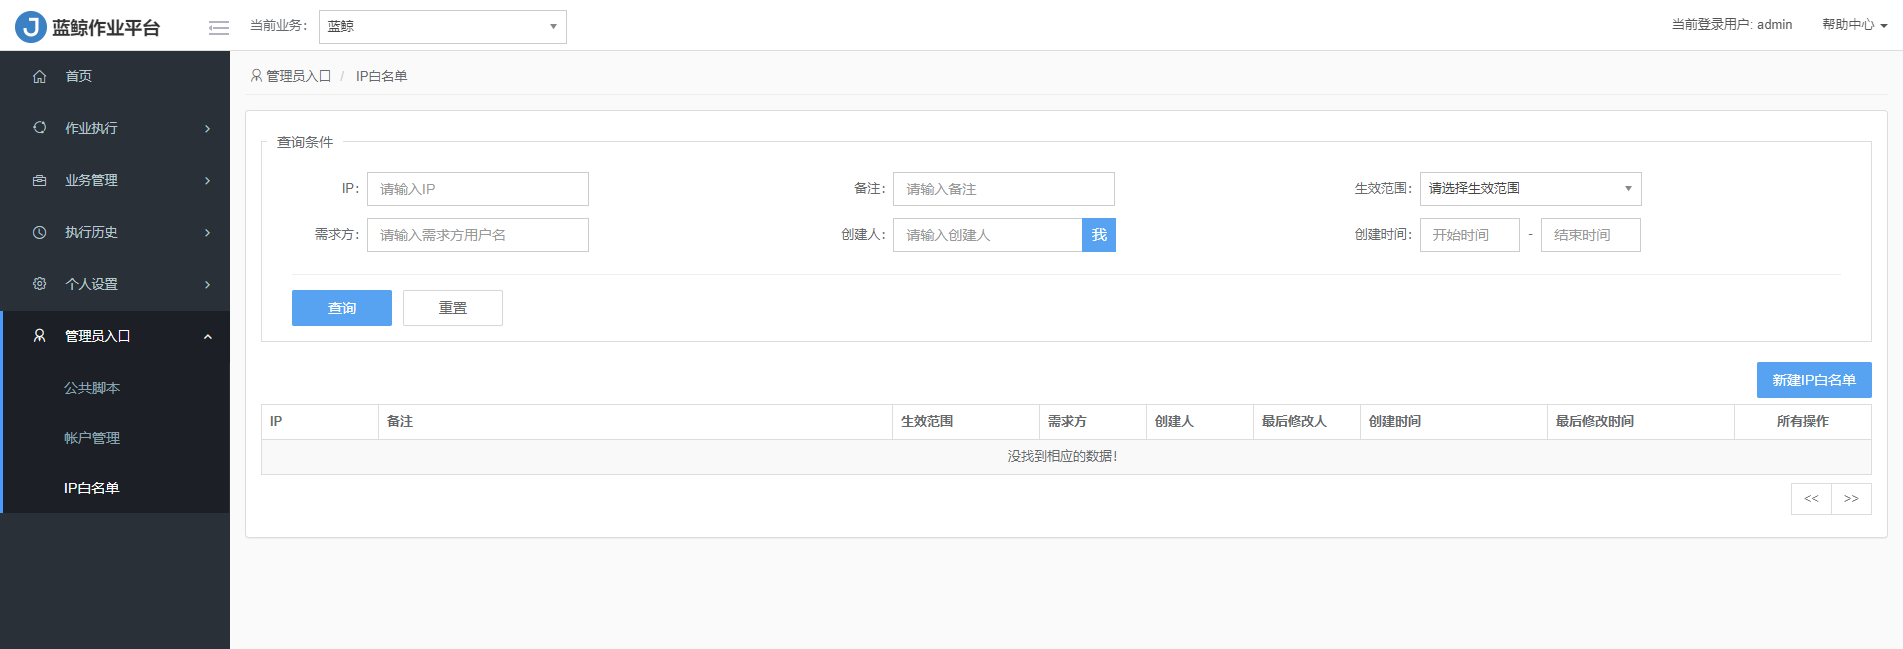 蓝鲸作业平台
当前业务: 蓝鲸
当前登录用户: admin 帮助中心
首页
作业执行
业务管理
执行历史
个人设置
管理员入口
公共脚本
帐户管理
IP白名单
管理员入口 / IP白名单
查询条件
IP: 请输入IP 备注: 请输入备注 生效范围: 请选择生效范围
需求方: 请输入需求方用户名 创建人: 请输入创建人 我 创建时间: 开始时间 - 结束时间
查询 重置
新建IP白名单
IP 备注 生效范围 需求方 创建人 最后修改人 创建时间 最后修改时间 所有操作
没找到相应的数据!
<< >>